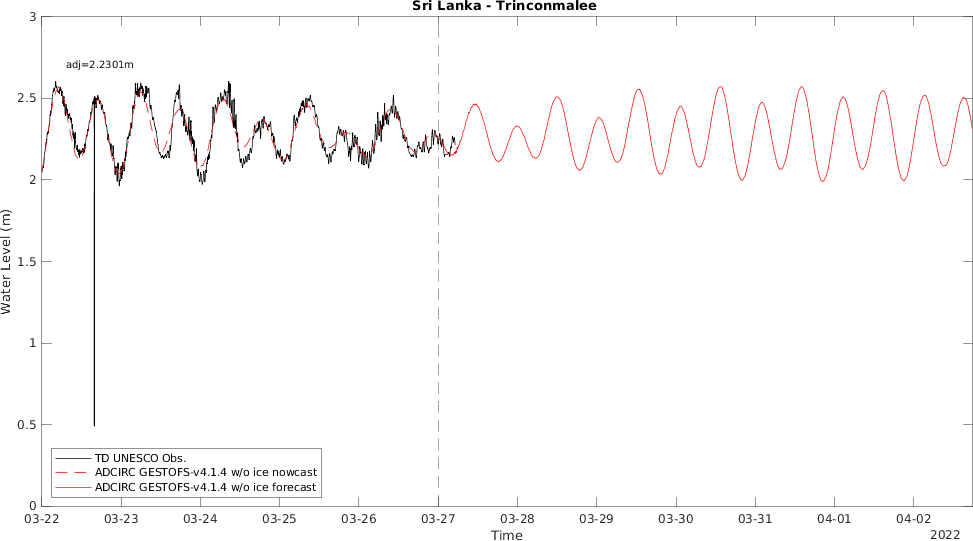 Sri Lanka - Trinconmalee
3
adj=2.2301m
2.5
2
1.5
1
0.5
0
Water Level (m)
TD UNESCO Obs.
ADCIRC GESTOFS-v4.1.4 w/o ice nowcast
ADCIRC GESTOFS-v4.1.4 w/o ice forecast
03-22 03-23 03-24 03-25 03-26 03-27 03-28 03-29 03-30 03-31 04-01 04-02
Time
2022